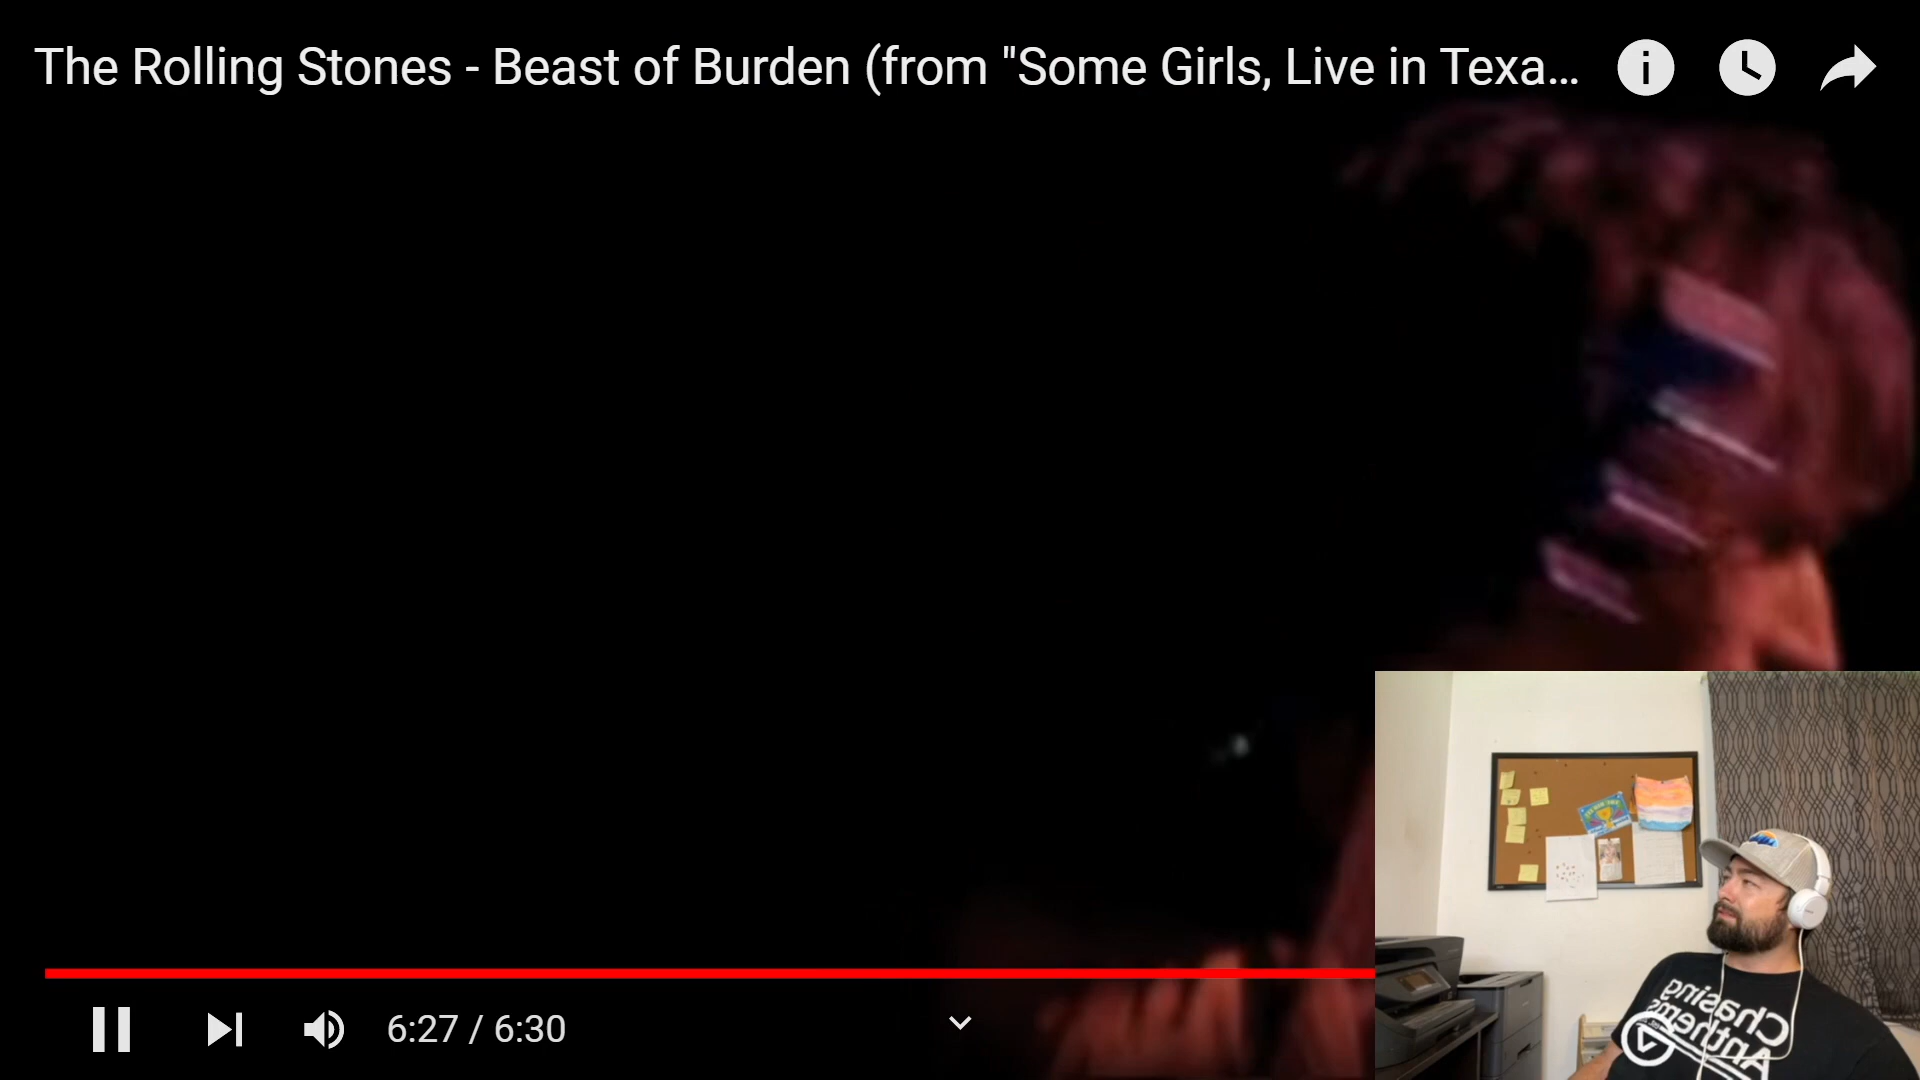 The Rolling Stones - Beast of Burden (from "Some Girls, Live in Texa...
6:27 / 6:30
Chasing
Anthems